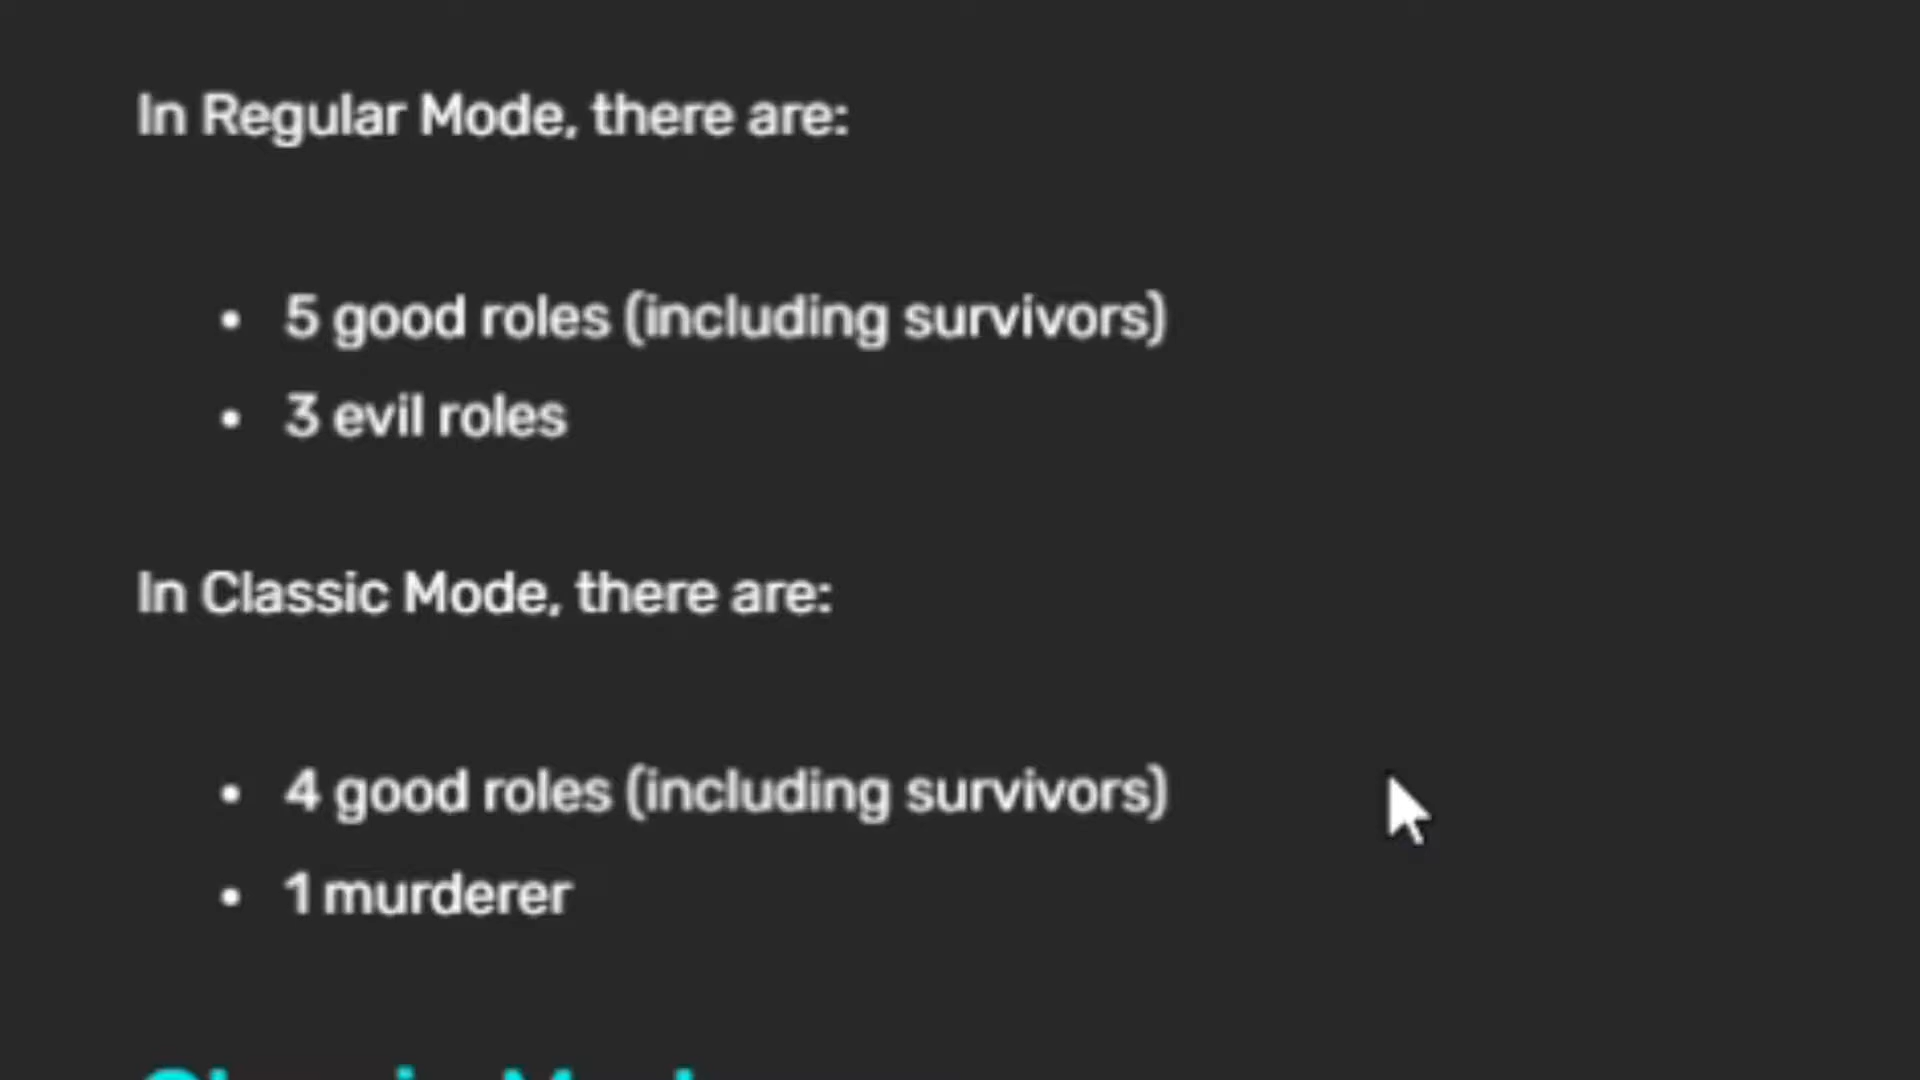 In Regular Mode, there are:
• 5 good roles (including survivors)
• 3 evil roles
In Classic Mode, there are:
• 4 good roles (including survivors)
• 1 murderer